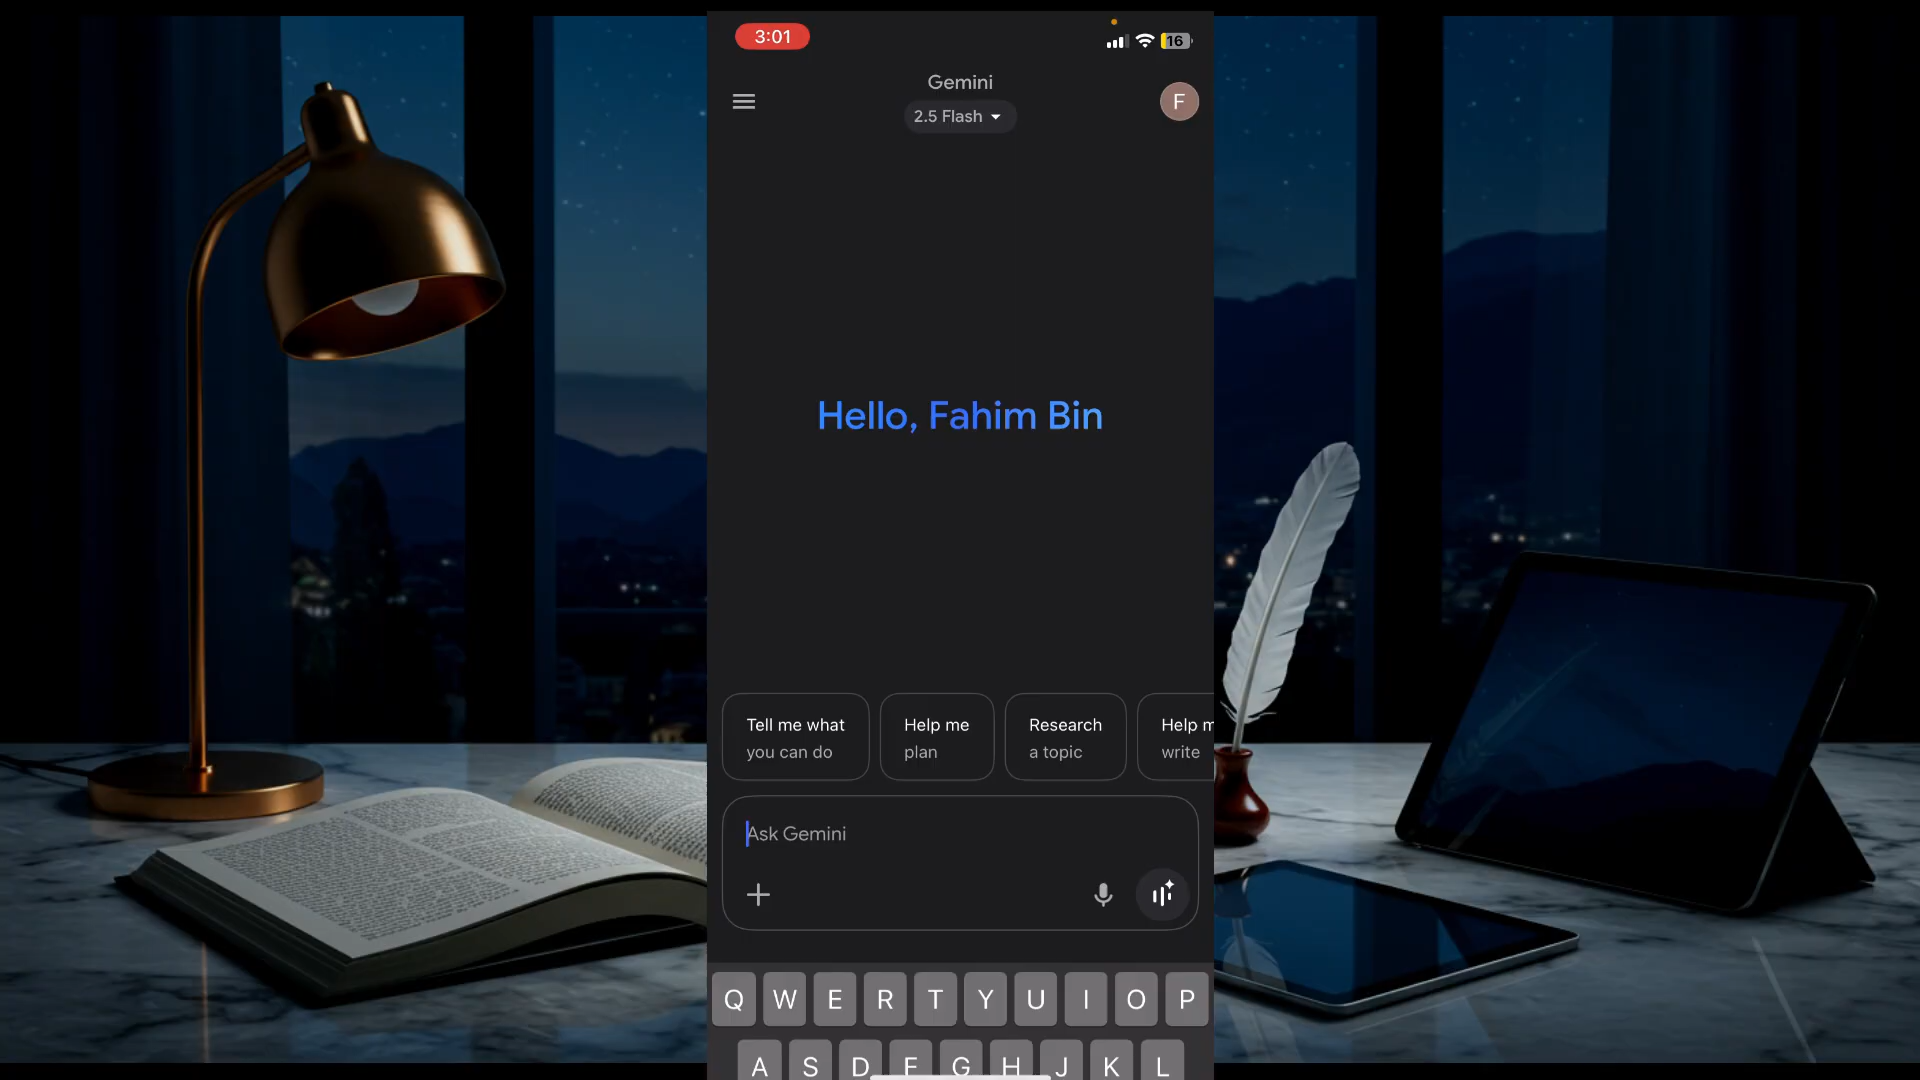 3:01
16
Gemini
2.5 Flash
F
Hello, Fahim Bin
Tell me what
you can do
Help me
plan
Research
a topic
Help m
write
Ask Gemini
Q W E R T Y U I O P
A S D F G H J K L